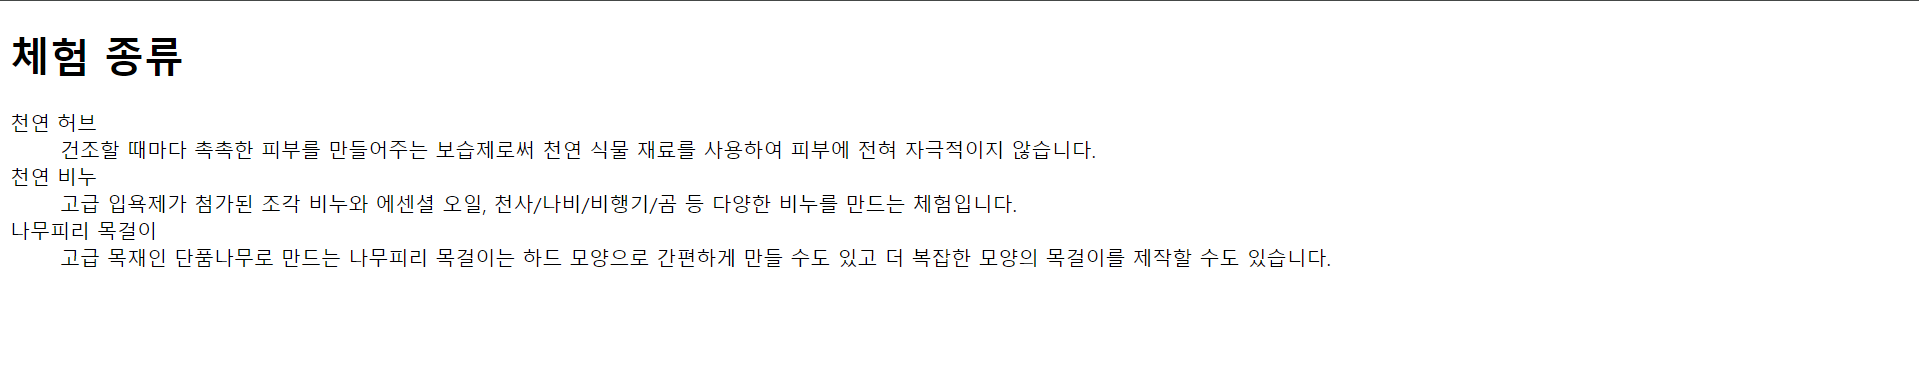 체험 종류
천연 허브
건조할 때마다 촉촉한 피부를 만들어주는 보습제로써 천연 식물 재료를 사용하여 피부에 전혀 자극적이지 않습니다.
천연 비누
고급 입욕제가 첨가된 조각 비누와 에센셜 오일, 천사/나비/비행기/곰 등 다양한 비누를 만드는 체험입니다.
나무피리 목걸이
고급 목재인 단품나무로 만드는 나무피리 목걸이는 하드 모양으로 간편하게 만들 수도 있고 더 복잡한 모양의 목걸이를 제작할 수도 있습니다.